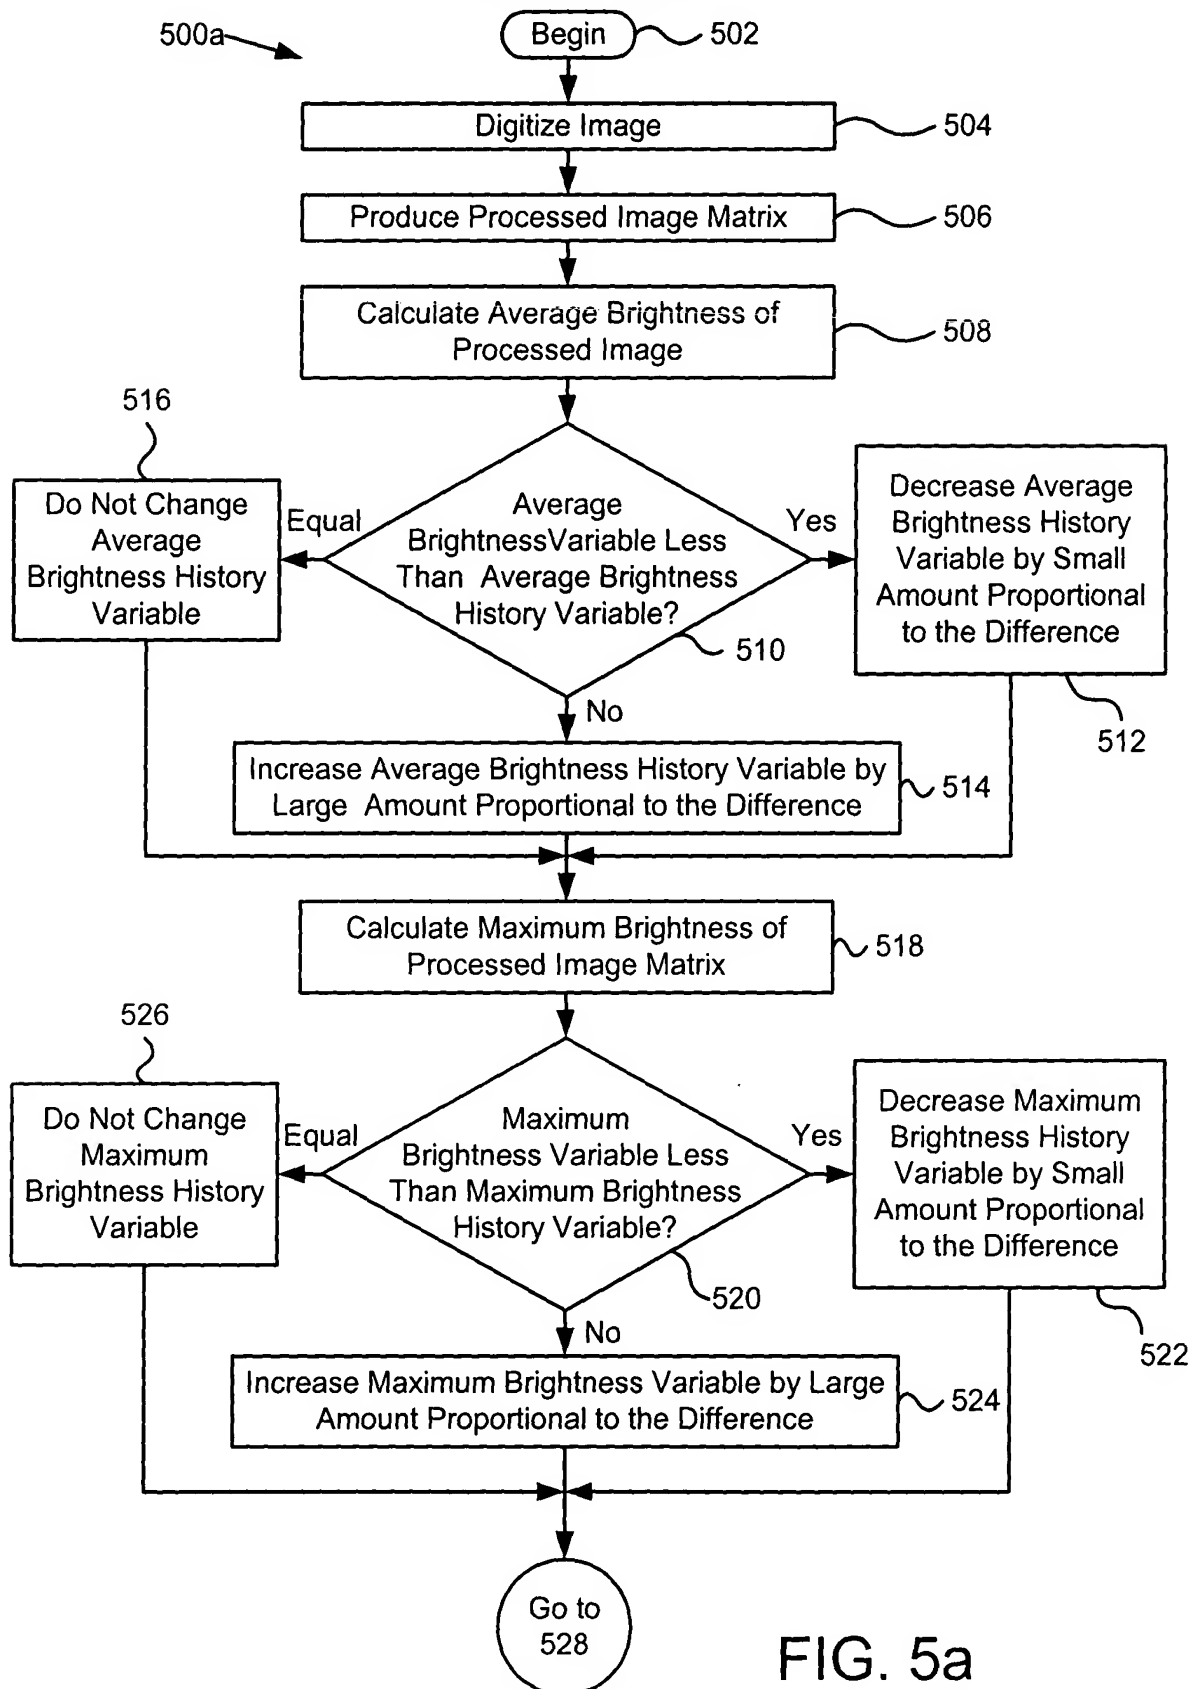 500a
Begin
502
Digitize Image
504
Produce Processed Image Matrix
506
Calculate Average Brightness of
Processed Image
508
516
Do Not Change
Average
Brightness History
Variable
Equal
Average
BrightnessVariable Less
Than Average Brightness
History Variable?
510
Yes
Decrease Average
Brightness History
Variable by Small
Amount Proportional
to the Difference
512
No
Increase Average Brightness History Variable by
Large Amount Proportional to the Difference
514
Calculate Maximum Brightness of
Processed Image Matrix
518
526
Do Not Change
Maximum
Brightness History
Variable
Equal
Maximum
Brightness Variable Less
Than Maximum Brightness
History Variable?
520
Yes
Decrease Maximum
Brightness History
Variable by Small
Amount Proportional
to the Difference
522
No
Increase Maximum Brightness Variable by Large
Amount Proportional to the Difference
524
Go to
528
FIG. 5a